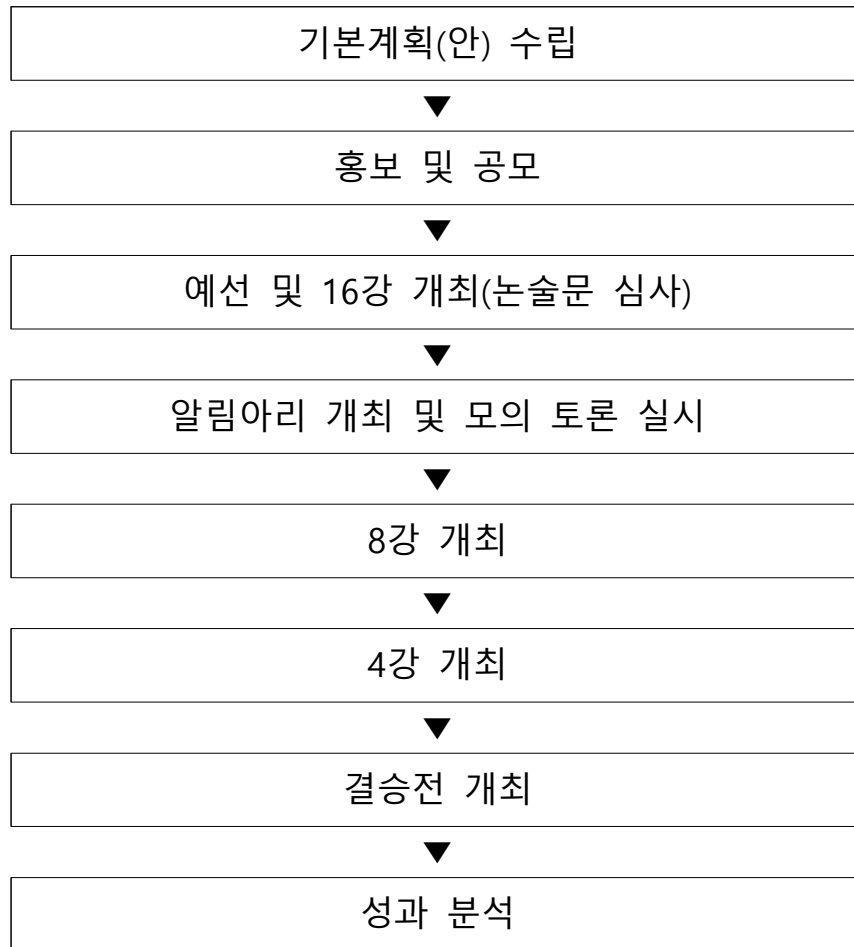 기본계획(안) 수립
▼
홍보 및 공모
▼
예선 및 16강 개최(논술문 심사)
▼
알림아리 개최 및 모의 토론 실시
▼
8강 개최
▼
4강 개최
▼
결승전 개최
▼
성과 분석